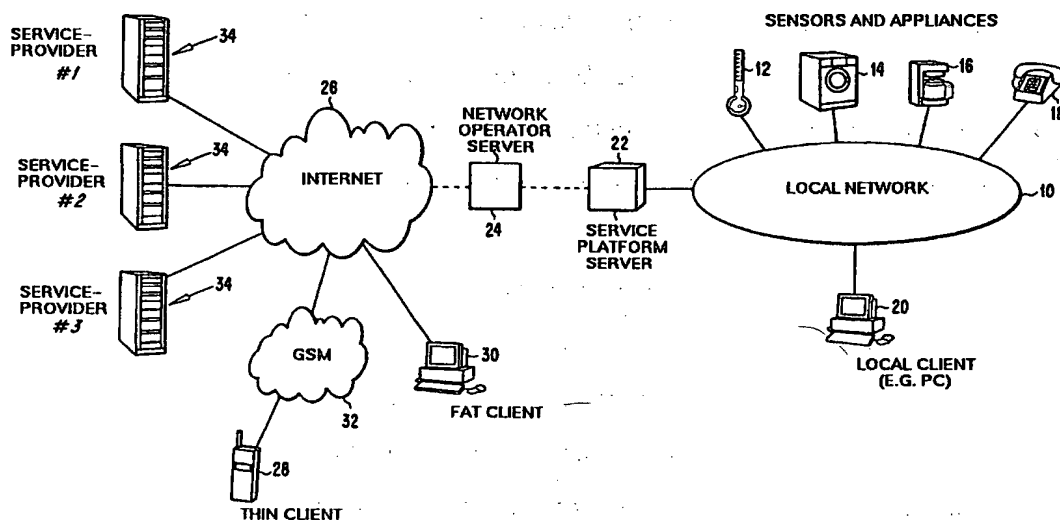 SERVICE-
PROVIDER
#1
34
SERVICE-
PROVIDER
#2
34
SERVICE-
PROVIDER
#3
34
26
INTERNET
GSM
32
28
THIN CLIENT
30
FAT CLIENT
NETWORK
OPERATOR
SERVER
24
22
SERVICE
PLATFORM
SERVER
SENSORS AND APPLIANCES
12
14
16
18
LOCAL NETWORK
10
20
LOCAL CLIENT
(E.G. PC)